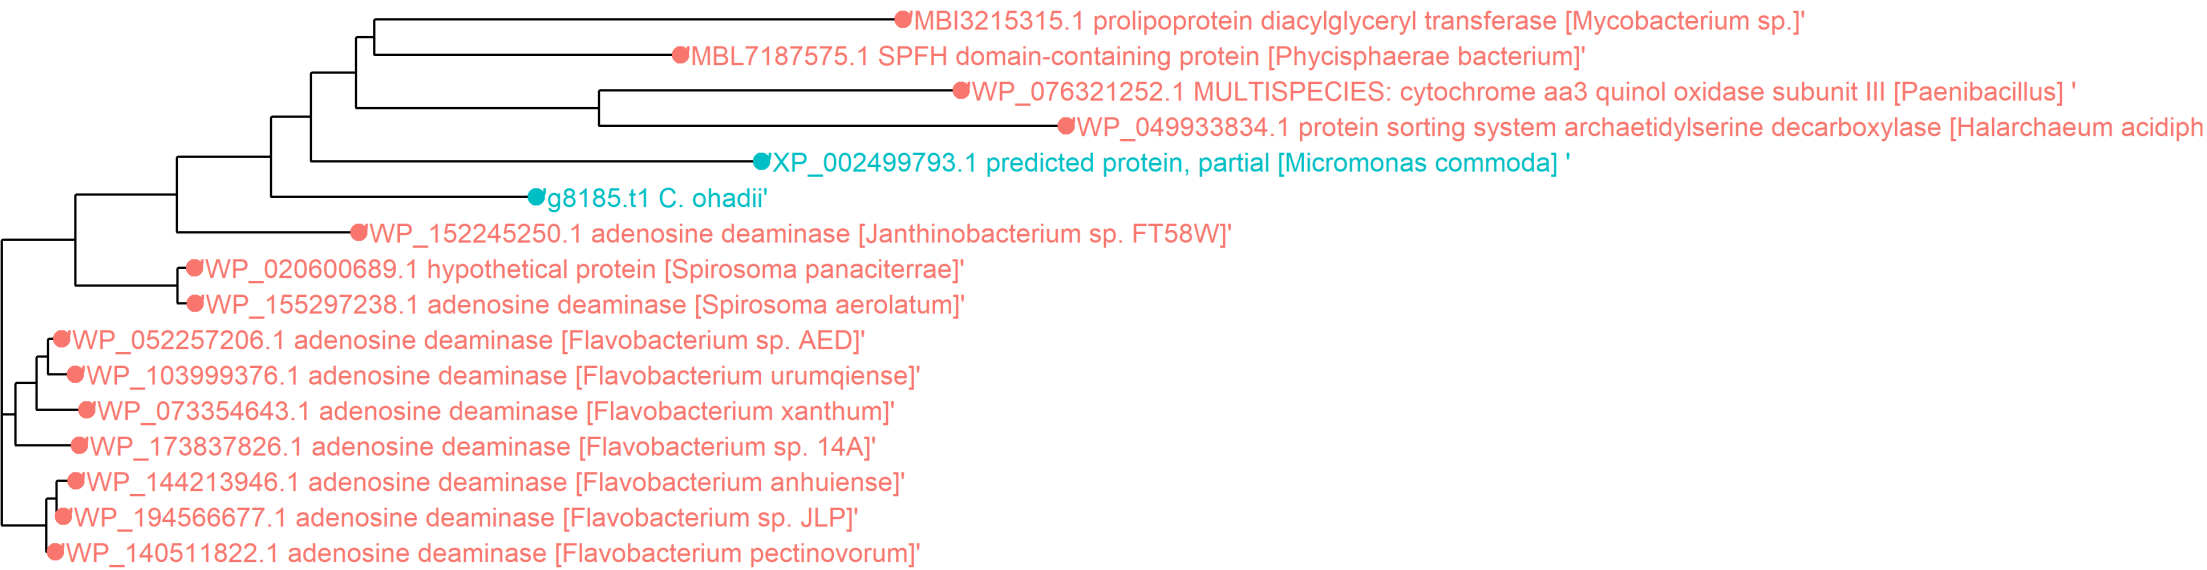 'MBI3215315.1 prolipoprotein diacylglyceryl transferase [Mycobacterium sp.]'
'MBL7187575.1 SPFH domain-containing protein [Phycisphaerae bacterium]'
'WP_076321252.1 MULTISPECIES: cytochrome aa3 quinol oxidase subunit III [Paenibacillus] '
'WP_049933834.1 protein sorting system archaetidylserine decarboxylase [Halarchaeum acidiph
'XP_002499793.1 predicted protein, partial [Micromonas commoda] '
'g8185.t1 C. ohadii'
'WP_152245250.1 adenosine deaminase [Janthinobacterium sp. FT58W]'
'WP_020600689.1 hypothetical protein [Spirosoma panaciterrae]'
'WP_155297238.1 adenosine deaminase [Spirosoma aerolatum]'
'WP_052257206.1 adenosine deaminase [Flavobacterium sp. AED]'
'WP_103999376.1 adenosine deaminase [Flavobacterium urumqiense]'
'WP_073354643.1 adenosine deaminase [Flavobacterium xanthum]'
'WP_173837826.1 adenosine deaminase [Flavobacterium sp. 14A]'
'WP_144213946.1 adenosine deaminase [Flavobacterium anhuiense]'
'WP_194566677.1 adenosine deaminase [Flavobacterium sp. JLP]'
'WP_140511822.1 adenosine deaminase [Flavobacterium pectinovorum]'